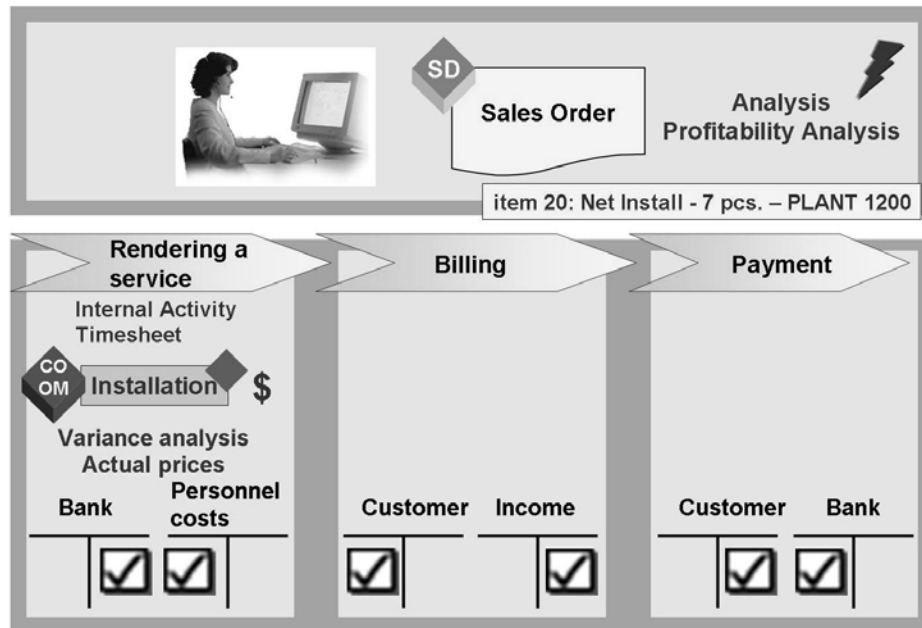 SD
Sales Order
Analysis
Profitability Analysis
item 20: Net Install - 7 pcs. – PLANT 1200
Rendering a
service
Billing
Payment
Internal Activity
Timesheet
CO
OM
Installation
$
Variance analysis
Actual prices
Bank
Personnel
costs
Customer
Income
Customer
Bank